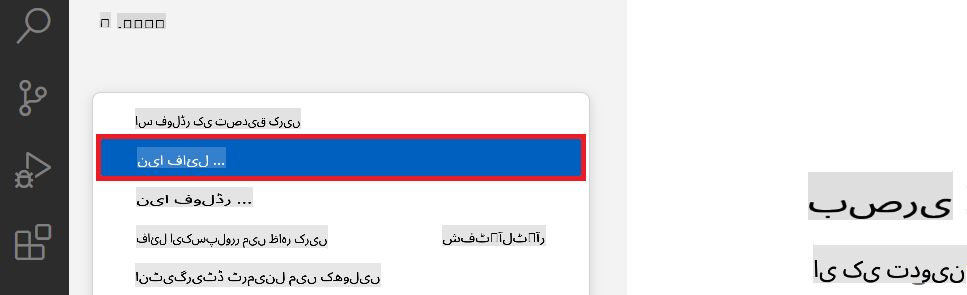 اس فولڈر کی تصدیق کریں
نیا فائل ...
نیا فولڈر ...
فائل ایکسپلورر میں ظاہر کریں شفٹ آلٹ آر
انٹیگریٹڈ ٹرمینل میں کھولیں
بصری
ای کی تدوین